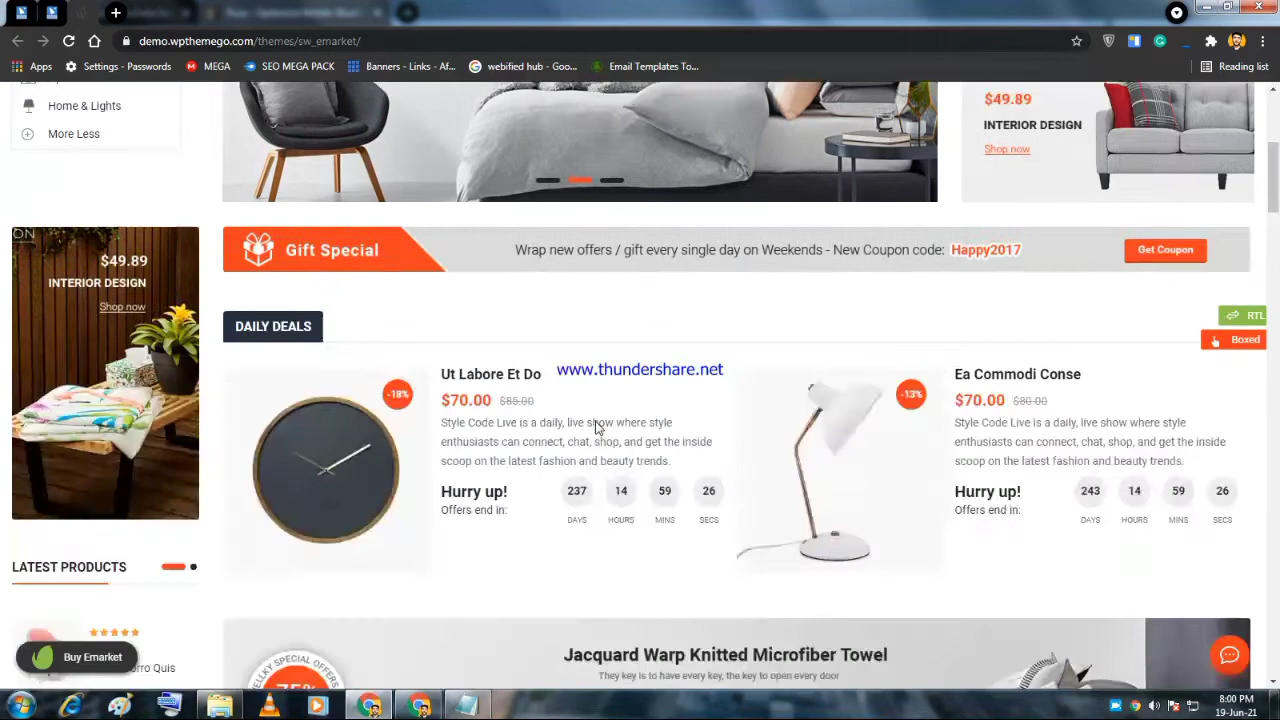 demo.wpthemego.com/themes/sw_emarket/
Apps
Settings - Passwords
MEGA
SEO MEGA PACK
Banners - Links - Af...
webified hub - Goo...
Email Templates To...
Reading list
Home & Lights
More Less
$49.89
INTERIOR DESIGN
Shop now
ON
$49.89
INTERIOR DESIGN
Shop now
Gift Special
Wrap new offers / gift every single day on Weekends - New Coupon code: Happy2017
Get Coupon
DAILY DEALS
RTL
Boxed
-18%
Ut Labore Et Do
www.thundershare.net
$70.00 $85.00
Style Code Live is a daily, live show where style
enthusiasts can connect, chat, shop, and get the inside
scoop on the latest fashion and beauty trends.
Hurry up!
Offers end in:
237 14 59 26
DAYS HOURS MINS SECS
-13%
Ea Commodi Conse
$70.00 $80.00
Style Code Live is a daily, live show where style
enthusiasts can connect, chat, shop, and get the inside
scoop on the latest fashion and beauty trends.
Hurry up!
Offers end in:
243 14 59 26
DAYS HOURS MINS SECS
LATEST PRODUCTS
Buy Emarket
Quis
SPECIAL OFFERS
75%
Jacquard Warp Knitted Microfiber Towel
They key is to have every key, the key to open every door
8:00 PM
19-Jun-21